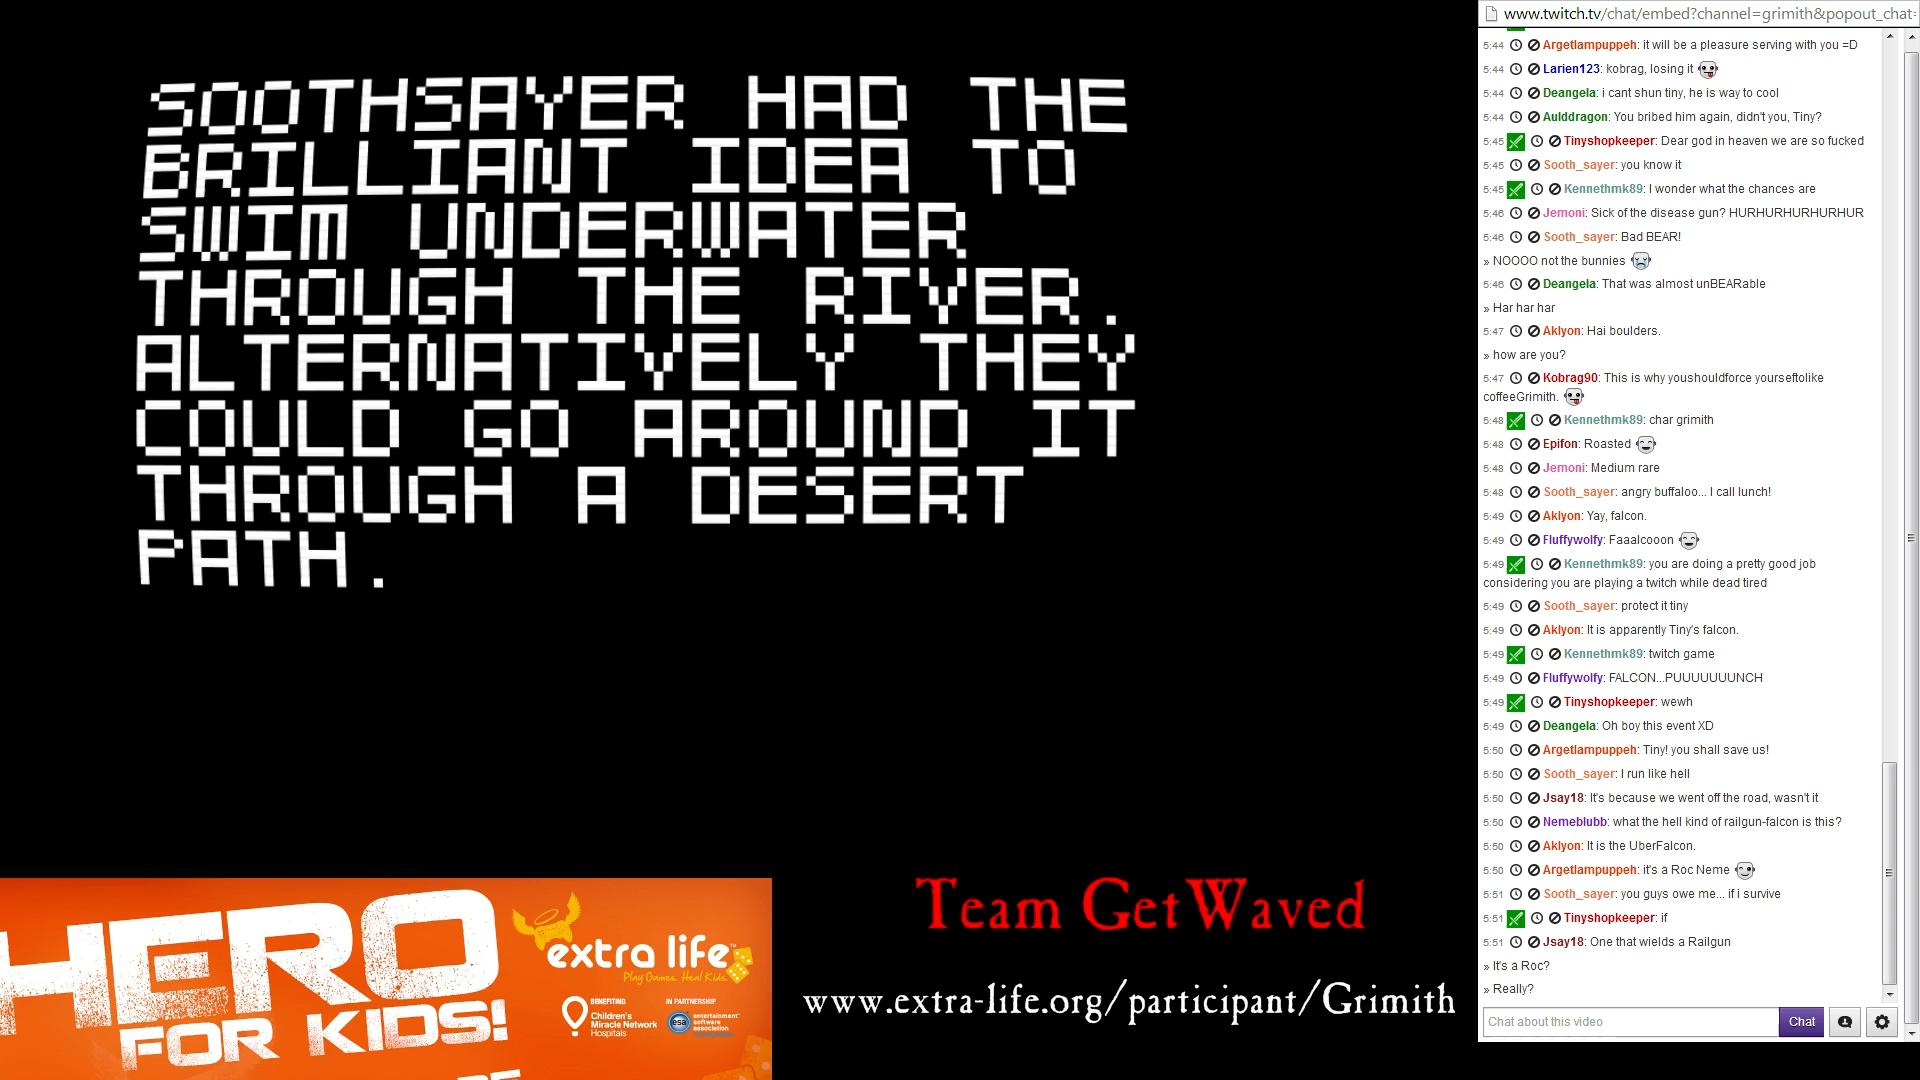 SOOTHSAYER HAD THE
BRILLIANT IDEA TO
SWIM UNDERWATER
THROUGH THE RIVER.
ALTERNATIVELY THEY
COULD GO AROUND IT
THROUGH A DESERT
PATH.
HERO
FOR KIDS!
extra life™
Play Games. Heal Kids.
BENEFITING
Children's
Miracle Network
Hospitals
IN PARTNERSHIP
esa entertainment
software
association
Team GetWaved
www.extra-life.org/participant/Grimith
www.twitch.tv/chat/embed?channel=grimith&popout_chat=
5:44 Argetlampuppeh: it will be a pleasure serving with you =D
5:44 Larien123: kobrag, losing it
5:44 Deangela: i cant shun tiny, he is way to cool
5:44 Aulddragon: You bribed him again, didn't you, Tiny?
5:45 Tinyshopkeeper: Dear god in heaven we are so fucked
5:45 Sooth_sayer: you know it
5:45 Kennethmk89: I wonder what the chances are
5:46 Jemoni: Sick of the disease gun? HURHURHURHURHUR
5:46 Sooth_sayer: Bad BEAR!
» NOOOO not the bunnies
5:46 Deangela: That was almost unBEARable
» Har har har
5:47 Aklyon: Hai boulders.
» how are you?
5:47 Kobrag90: This is why youshouldforce yourseftolike
coffeeGrimith.
5:48 Kennethmk89: char grimith
5:48 Epifon: Roasted
5:48 Jemoni: Medium rare
5:48 Sooth_sayer: angry buffaloo... I call lunch!
5:49 Aklyon: Yay, falcon.
5:49 Fluffywolfy: Faaalcooon
5:49 Kennethmk89: you are doing a pretty good job
considering you are playing a twitch while dead tired
5:49 Sooth_sayer: protect it tiny
5:49 Aklyon: It is apparently Tiny's falcon.
5:49 Kennethmk89: twitch game
5:49 Fluffywolfy: FALCON...PUUUUUUUNCH
5:49 Tinyshopkeeper: wewh
5:49 Deangela: Oh boy this event XD
5:50 Argetlampuppeh: Tiny! you shall save us!
5:50 Sooth_sayer: I run like hell
5:50 Jsay18: It's because we went off the road, wasn't it
5:50 Nemeblubb: what the hell kind of railgun-falcon is this?
5:50 Aklyon: It is the UberFalcon.
5:50 Argetlampuppeh: it's a Roc Neme
5:51 Sooth_sayer: you guys owe me... if i survive
5:51 Tinyshopkeeper: if
5:51 Jsay18: One that wields a Railgun
» It's a Roc?
» Really?
Chat about this video
Chat